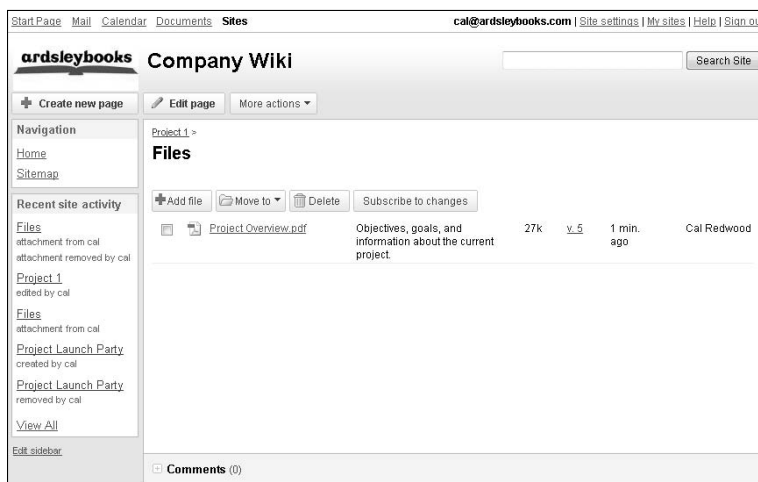 Start Page Mail Calendar Documents Sites cal@ardsleybooks.com | Site settings | My sites | Help | Sign ou
ardsleybooks Company Wiki Search Site
Create new page Edit page More actions
Navigation
Home
Sitemap
Recent site activity
Files
attachment from cal
attachment removed by cal
Project 1
edited by cal
Files
attachment from cal
Project Launch Party
created by cal
Project Launch Party
removed by cal
View All
Edit sidebar
Project 1 >
Files
Add file Move to Delete Subscribe to changes
Project Overview.pdf Objectives, goals, and 27k v. 5 1 min. Cal Redwood
information about the current ago
project.
Comments (0)